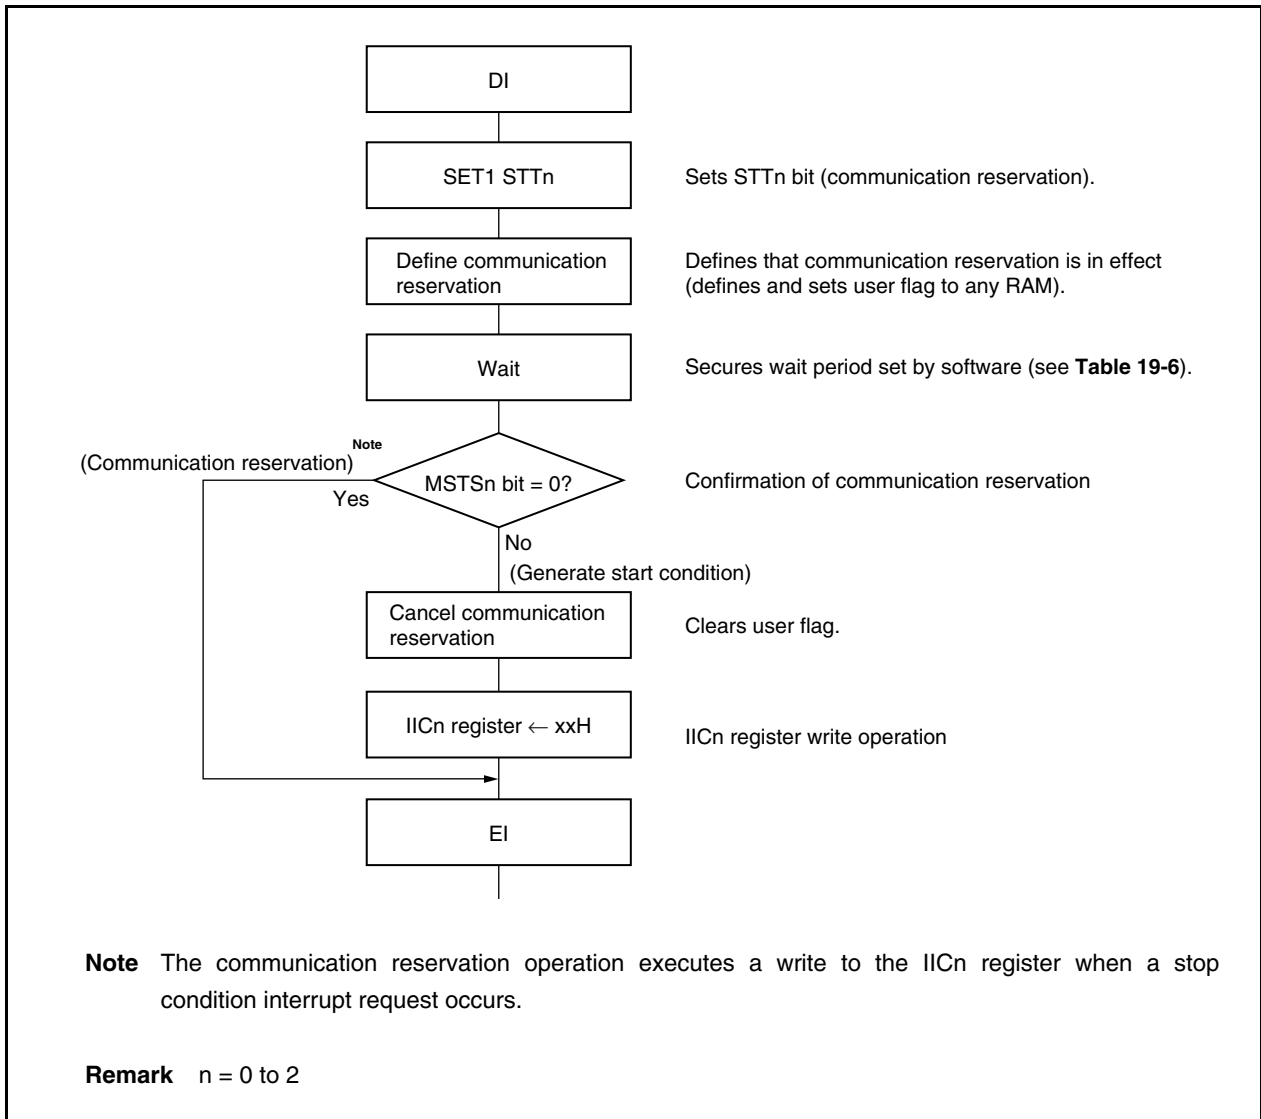 DI
SET1 STTn
Sets STTn bit (communication reservation).
Define communication
reservation
Defines that communication reservation is in effect
(defines and sets user flag to any RAM).
Wait
Secures wait period set by software (see Table 19-6).
(Communication reservation)Note
MSTSn bit = 0?
Confirmation of communication reservation
Yes
No
(Generate start condition)
Cancel communication
reservation
Clears user flag.
IICn register ← xxH
IICn register write operation
EI
Note The communication reservation operation executes a write to the IICn register when a stop
condition interrupt request occurs.
Remark n = 0 to 2